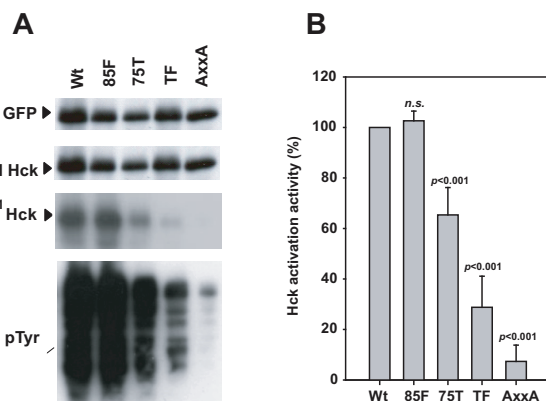 A
Wt 85F 75T TF AxxA
GFP
Hck
Hck
pTyr
B
Hck activation activity (%)
120
100
80
60
40
20
0
n.s.
p<0.001
p<0.001
p<0.001
Wt 85F 75T TF AxxA